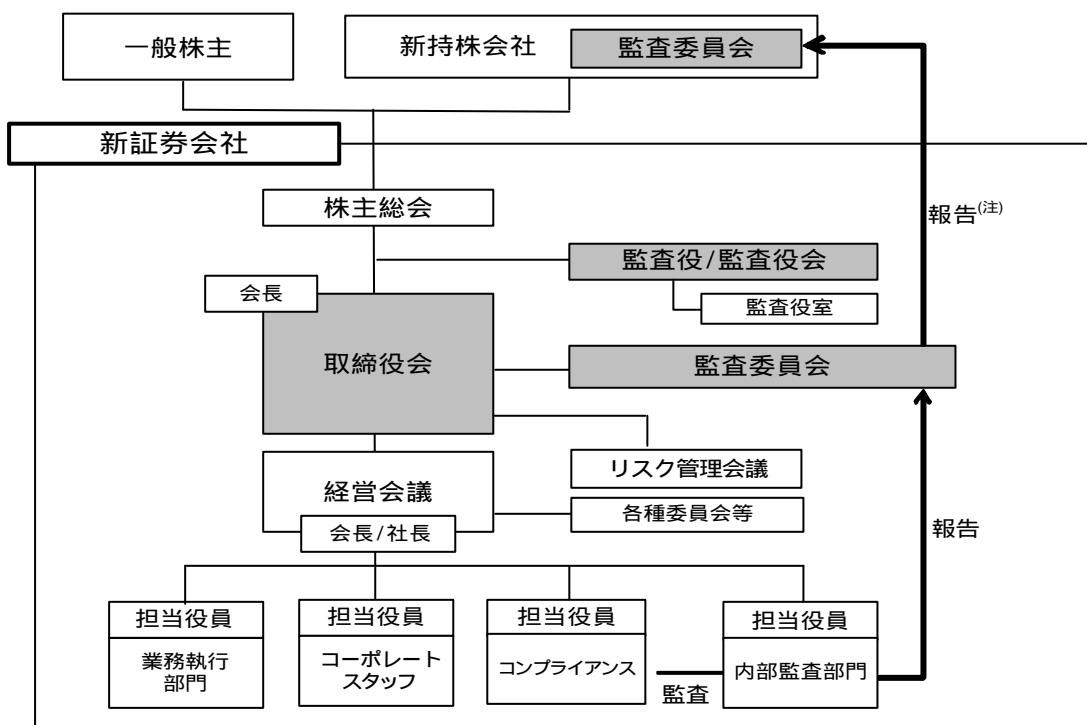 一般株主
新持株会社
監査委員会
新証券会社
株主総会
報告(注)
監査役/監査役会
会長
監査役室
取締役会
監査委員会
リスク管理会議
経営会議
各種委員会等
会長/社長
報告
担当役員
業務執行
部門
担当役員
コーポレート
スタッフ
担当役員
コンプライアンス
監査
担当役員
内部監査部門